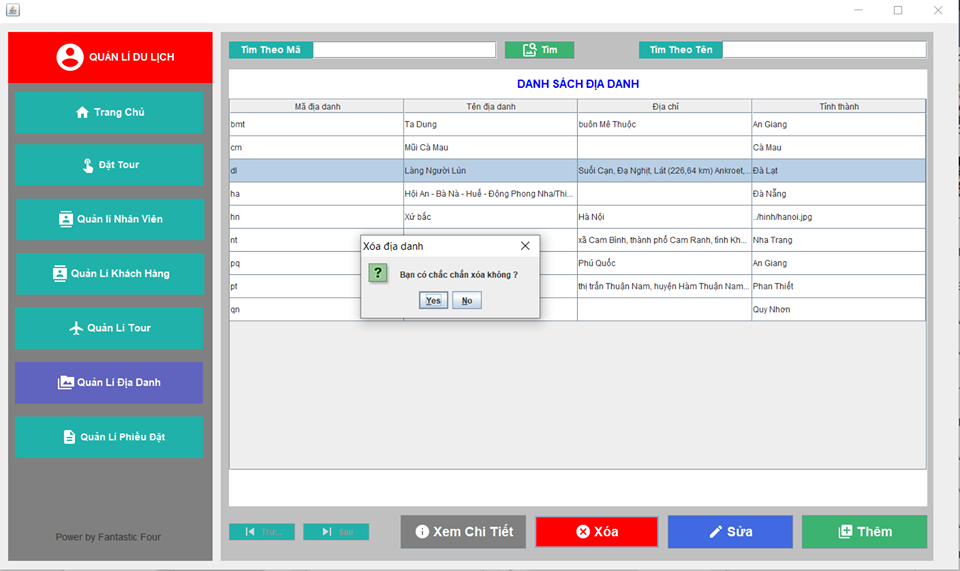 QUẢN LÍ DU LỊCH
Trang Chủ
Đặt Tour
Quản lí Nhân Viên
Quản Lí Khách Hàng
Quản Lí Tour
Quản Lí Địa Danh
Quản Lí Phiếu Đặt
Power by Fantastic Four
Tìm Theo Mã
Tìm
Tìm Theo Tên
DANH SÁCH ĐỊA DANH
Mã địa danh Tên địa danh Địa chỉ Tỉnh thành
bmt Ta Dung buôn Mê Thuộc An Giang
cm Mũi Cà Mau Cà Mau
dl Làng Người Lùn Suối Cạn, Đạ Nghịt, Lát (226,64 km) Ankroet,... Đà Lạt
ha Hội An - Bà Nà - Huế - Động Phong Nha/Thi... Đà Nẵng
hn Xứ bắc Hà Nội ../hinh/hanoi.jpg
nt xã Cam Bình, thành phố Cam Ranh, tỉnh Kh... Nha Trang
pq Phú Quốc An Giang
pt thị trấn Thuận Nam, huyện Hàm Thuận Nam... Phan Thiết
qn Quy Nhơn
Xóa địa danh
?
Bạn có chắc chắn xóa không ?
Yes No
Trư... Sau Xem Chi Tiết Xóa Sửa Thêm